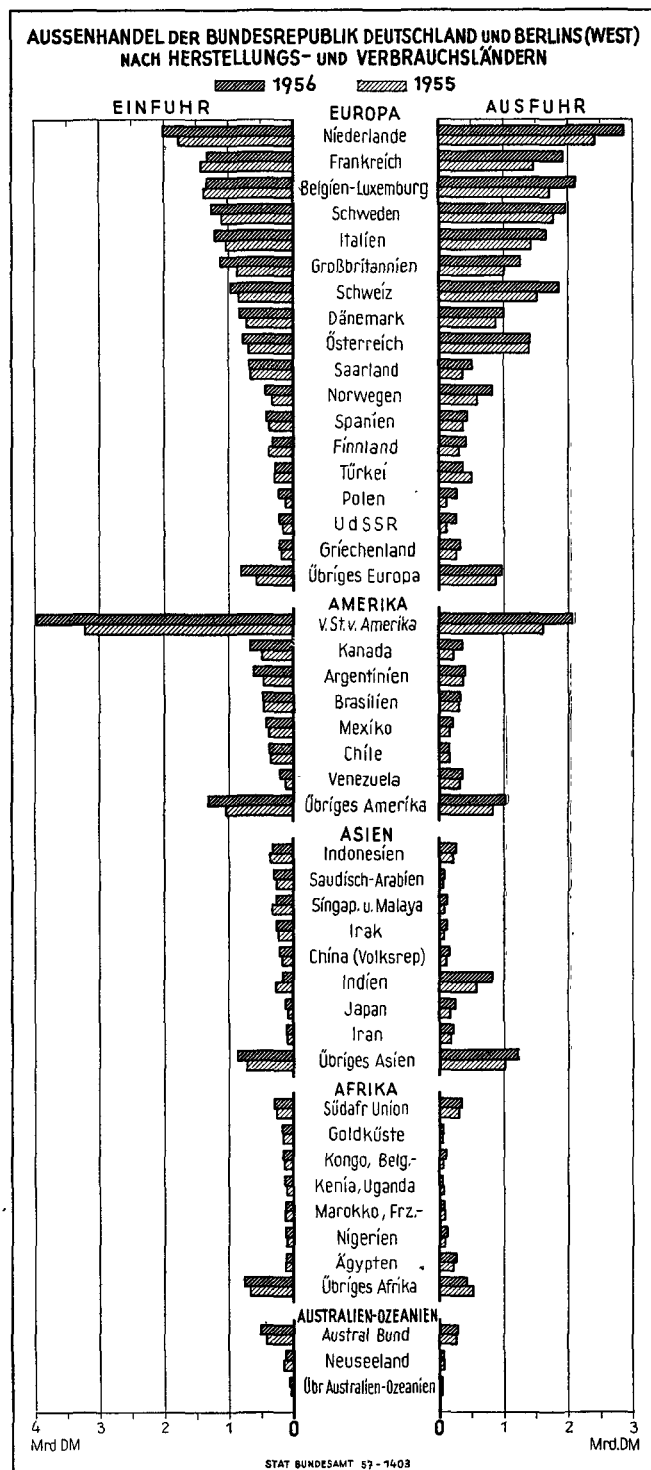 AUSSENHANDEL DER BUNDESREPUBLIK DEUTSCHLAND UND BERLINS (WEST)
NACH HERSTELLUNGS- UND VERBRAUCHSLÄNDERN
1956 1955
EINFUHR EUROPA AUSFUHR
Niederlande
Frankreich
Belgien-Luxemburg
Schweden
Italien
Großbritannien
Schweiz
Dänemark
Österreich
Saarland
Norwegen
Spanien
Finnland
Türkei
Polen
UdSSR
Griechenland
Übriges Europa
AMERIKA
V. St. v. Amerika
Kanada
Argentinien
Brasilien
Mexiko
Chile
Venezuela
Übriges Amerika
ASIEN
Indonesien
Saudisch-Arabien
Singap. u. Malaya
Irak
China (Volksrep)
Indien
Japan
Iran
Übriges Asien
AFRIKA
Südafr Union
Goldküste
Kongo, Belg.-
Kenia, Uganda
Marokko, Frz.-
Nigerien
Ägypten
Übriges Afrika
AUSTRALIEN-OZEANIEN
Austral Bund
Neuseeland
Übr Australien-Ozeanien
4 3 2 1 0 0 1 2 3
Mrd DM Mrd.DM
STAT BUNDESAMT 57-1403